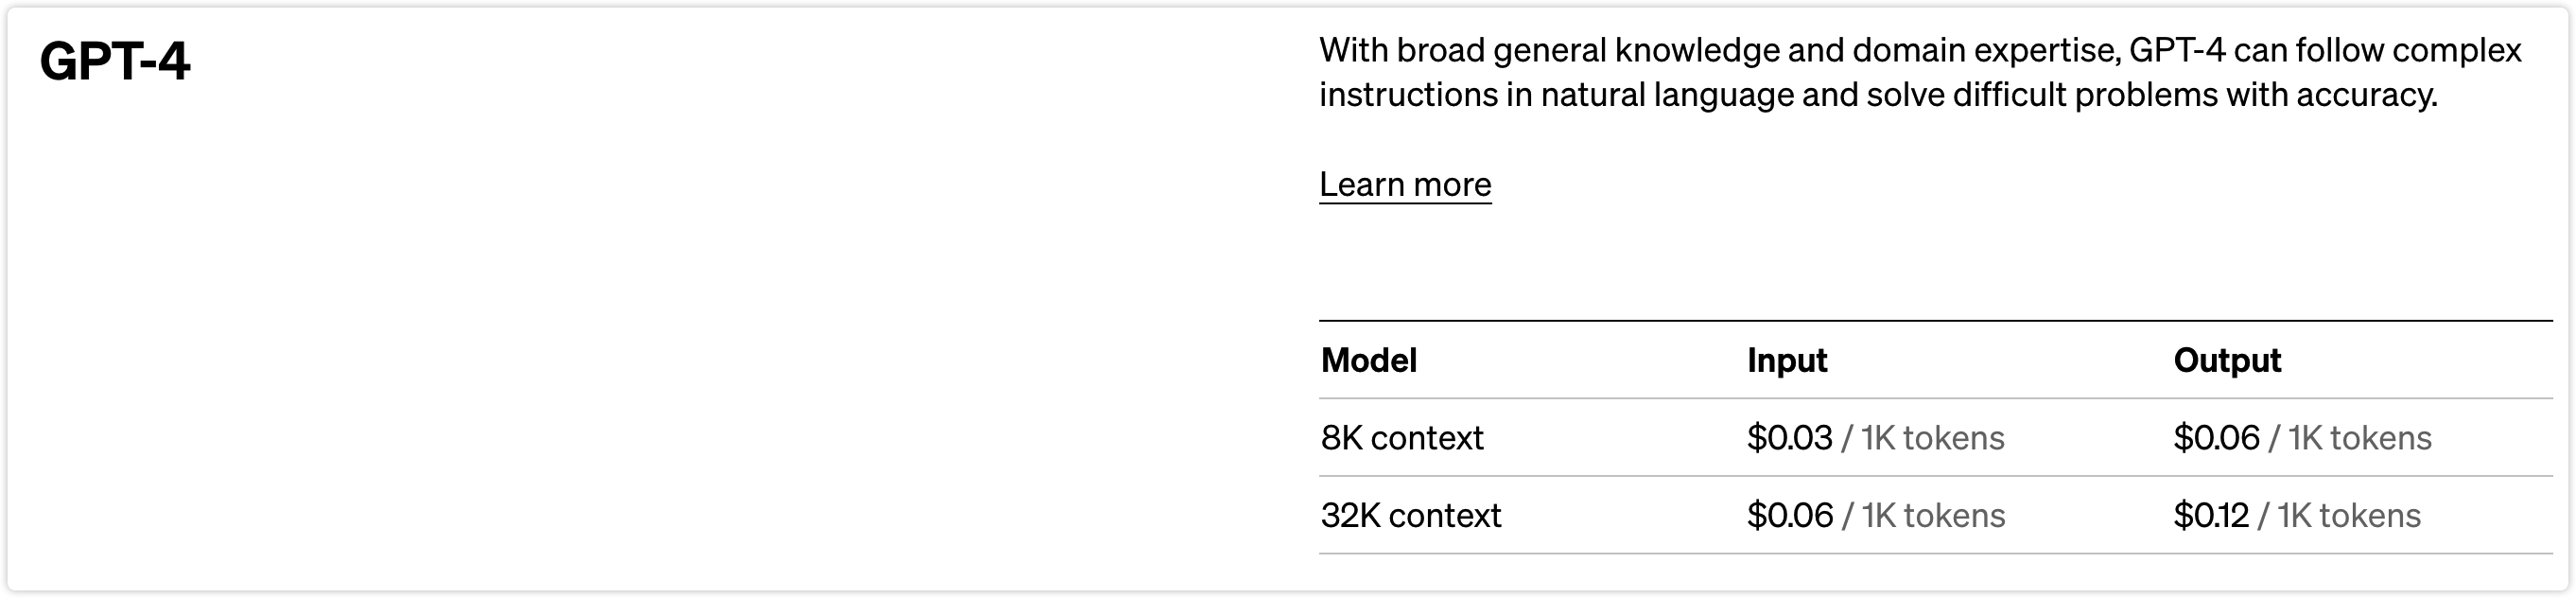 GPT-4
With broad general knowledge and domain expertise, GPT-4 can follow complex
instructions in natural language and solve difficult problems with accuracy.
Learn more
Model Input Output
8K context $0.03 / 1K tokens $0.06 / 1K tokens
32K context $0.06 / 1K tokens $0.12 / 1K tokens